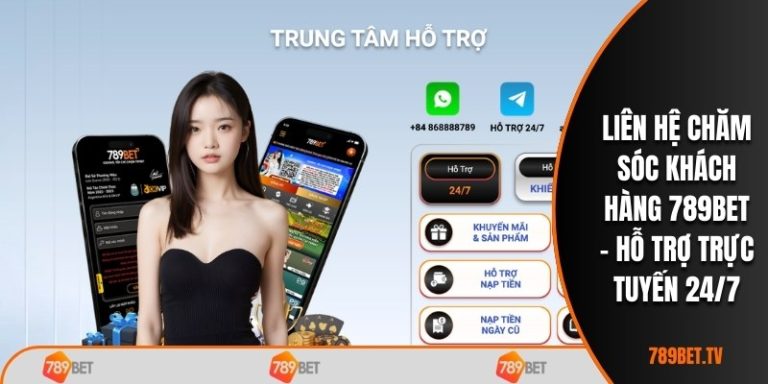 TRUNG TÂM HỖ TRỢ
+84 868888789
HỖ TRỢ 24/7
Hỗ Trợ
24/7
KHIẾ
KHUYẾN MÃI
& SẢN PHẨM
HỖ TRỢ
NẠP TIỀN
NẠP TIỀN
NGÀY CŨ
789BET
789BET
LIÊN HỆ CHĂM
SÓC KHÁCH
HÀNG 789BET
- HỖ TRỢ TRỰC
TUYẾN 24/7
789BET.TV
789BET
789BET
789BET